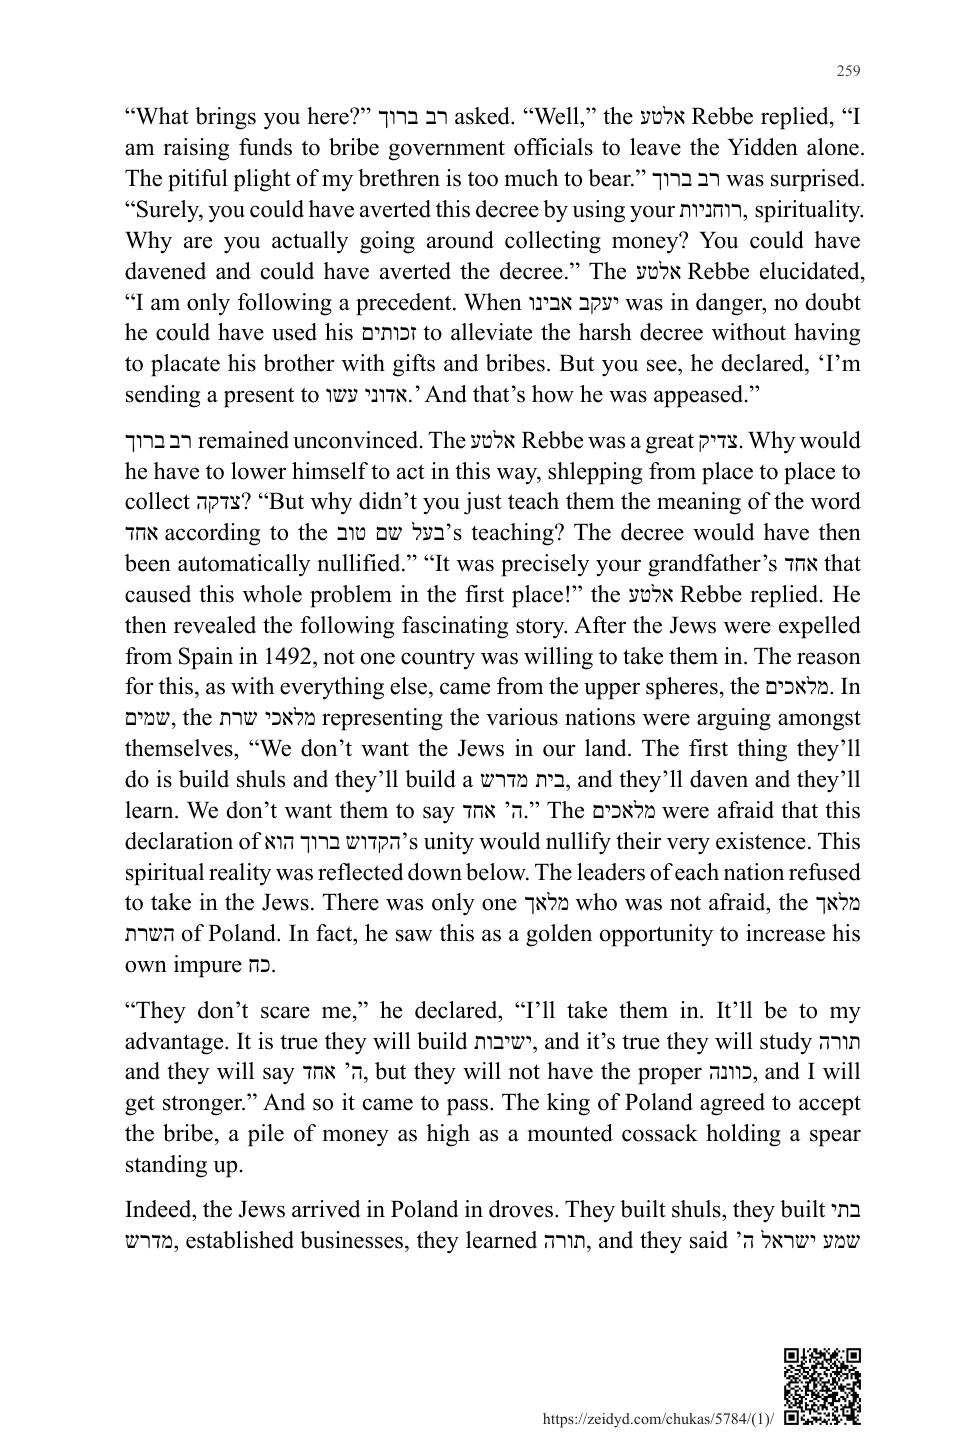 259
“What brings you here?” רב ברוך asked. “Well,” the אלטע Rebbe replied, “I
am raising funds to bribe government officials to leave the Yidden alone.
The pitiful plight of my brethren is too much to bear.” רב ברוך was surprised.
“Surely, you could have averted this decree by using your רוחניות, spirituality.
Why are you actually going around collecting money? You could have
davened and could have averted the decree.” The אלטע Rebbe elucidated,
“I am only following a precedent. When יעקב אבינו was in danger, no doubt
he could have used his זכותים to alleviate the harsh decree without having
to placate his brother with gifts and bribes. But you see, he declared, ‘I’m
sending a present to אדוני עשו.’ And that’s how he was appeased.”
רב ברוך remained unconvinced. The אלטע Rebbe was a great צדיק. Why would
he have to lower himself to act in this way, shlepping from place to place to
collect צדקה? “But why didn’t you just teach them the meaning of the word
אחד according to the בעל שם טוב’s teaching? The decree would have then
been automatically nullified.” “It was precisely your grandfather’s אחד that
caused this whole problem in the first place!” the אלטע Rebbe replied. He
then revealed the following fascinating story. After the Jews were expelled
from Spain in 1492, not one country was willing to take them in. The reason
for this, as with everything else, came from the upper spheres, the מלאכים. In
שמים, the מלאכי שרת representing the various nations were arguing amongst
themselves, “We don’t want the Jews in our land. The first thing they’ll
do is build shuls and they’ll build a בית מדרש, and they’ll daven and they’ll
learn. We don’t want them to say ה’ אחד.” The מלאכים were afraid that this
declaration of הקדוש ברוך הוא’s unity would nullify their very existence. This
spiritual reality was reflected down below. The leaders of each nation refused
to take in the Jews. There was only one מלאך who was not afraid, the מלאך
השרת of Poland. In fact, he saw this as a golden opportunity to increase his
own impure כח.
“They don’t scare me,” he declared, “I’ll take them in. It’ll be to my
advantage. It is true they will build ישיבות, and it’s true they will study תורה
and they will say ה’ אחד, but they will not have the proper כוונה, and I will
get stronger.” And so it came to pass. The king of Poland agreed to accept
the bribe, a pile of money as high as a mounted cossack holding a spear
standing up.
Indeed, the Jews arrived in Poland in droves. They built shuls, they built בתי
מדרש, established businesses, they learned תורה, and they said שמע ישראל ה’
https://zeidyd.com/chukas/5784/(1)/